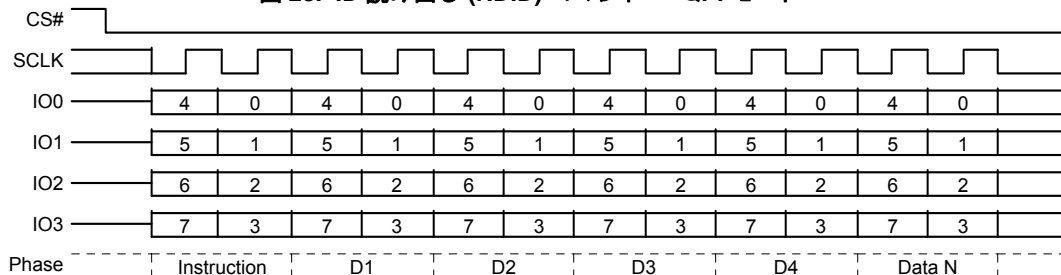 CS#
SCLK
IO0 4 0 4 0 4 0 4 0 4 0 4 0
IO1 5 1 5 1 5 1 5 1 5 1 5 1
IO2 6 2 6 2 6 2 6 2 6 2 6 2
IO3 7 3 7 3 7 3 7 3 7 3 7 3
Phase Instruction D1 D2 D3 D4 Data N